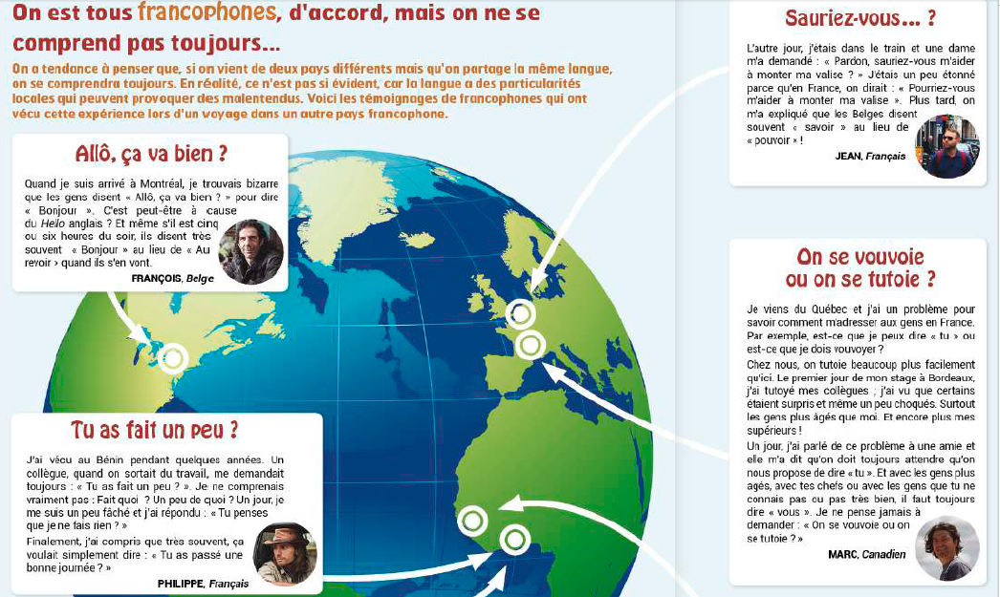 On est tous francophones, d'accord, mais on ne se
comprend pas toujours...
On a tendance à penser que, si on vient de deux pays différents mais qu'on partage la même langue,
on se comprendra toujours. En réalité, ce n'est pas si évident, car la langue a des particularités
locales qui peuvent provoquer des malentendus. Voici les témoignages de francophones qui ont
vécu cette expérience lors d'un voyage dans un autre pays francophone.
Allô, ça va bien ?
Quand je suis arrivé à Montréal, je trouvais bizarre
que les gens disent « Allô, ça va bien ? » pour dire
« Bonjour ». C'est peut-être à cause
du Hello anglais ? Et même s'il est cinq
ou six heures du soir, ils disent très
souvent « Bonjour » au lieu de « Au
revoir » quand ils s'en vont.
FRANÇOIS, Belge
Tu as fait un peu ?
J'ai vécu au Bénin pendant quelques années. Un
collègue, quand on sortait du travail, me demandait
toujours : « Tu as fait un peu ? ». Je ne comprenais
vraiment pas : Fait quoi ? Un peu de quoi ? Un jour, je
me suis un peu fâché et j'ai répondu : « Tu penses
que je ne fais rien ? »
Finalement, j'ai compris que très souvent, ça
voulait simplement dire : « Tu as passé une
bonne journée ? »
PHILIPPE, Français
Sauriez-vous... ?
L'autre jour, j'étais dans le train et une dame
m'a demandé : « Pardon, sauriez-vous m'aider
à monter ma valise ? » J'étais un peu étonné
parce qu'en France, on dirait : « Pourriez-vous
m'aider à monter ma valise ». Plus tard, on
m'a expliqué que les Belges disent
souvent « savoir » au lieu de
« pouvoir » !
JEAN, Français
On se vouvoie
ou on se tutoie ?
Je viens du Québec et j'ai un problème pour
savoir comment m'adresser aux gens en France.
Par exemple, est-ce que je peux dire « tu » ou
est-ce que je dois vouvoyer ?
Chez nous, on tutoie beaucoup plus facilement
qu'ici. Le premier jour de mon stage à Bordeaux,
j'ai tutoyé mes collègues ; j'ai vu que certains
étaient surpris et même un peu choqués. Surtout
les gens plus âgés que moi. Et encore plus mes
supérieurs !
Un jour, j'ai parlé de ce problème à une amie et
elle m'a dit qu'on doit toujours attendre qu'on
nous propose de dire « tu ». Et avec les gens plus
agés, avec tes chefs ou avec les gens que tu ne
connais pas ou pas très bien, il faut toujours
dire « vous ». Je ne pense jamais à
demander : « On se vouvoie ou on
se tutoie ? »
MARC, Canadien